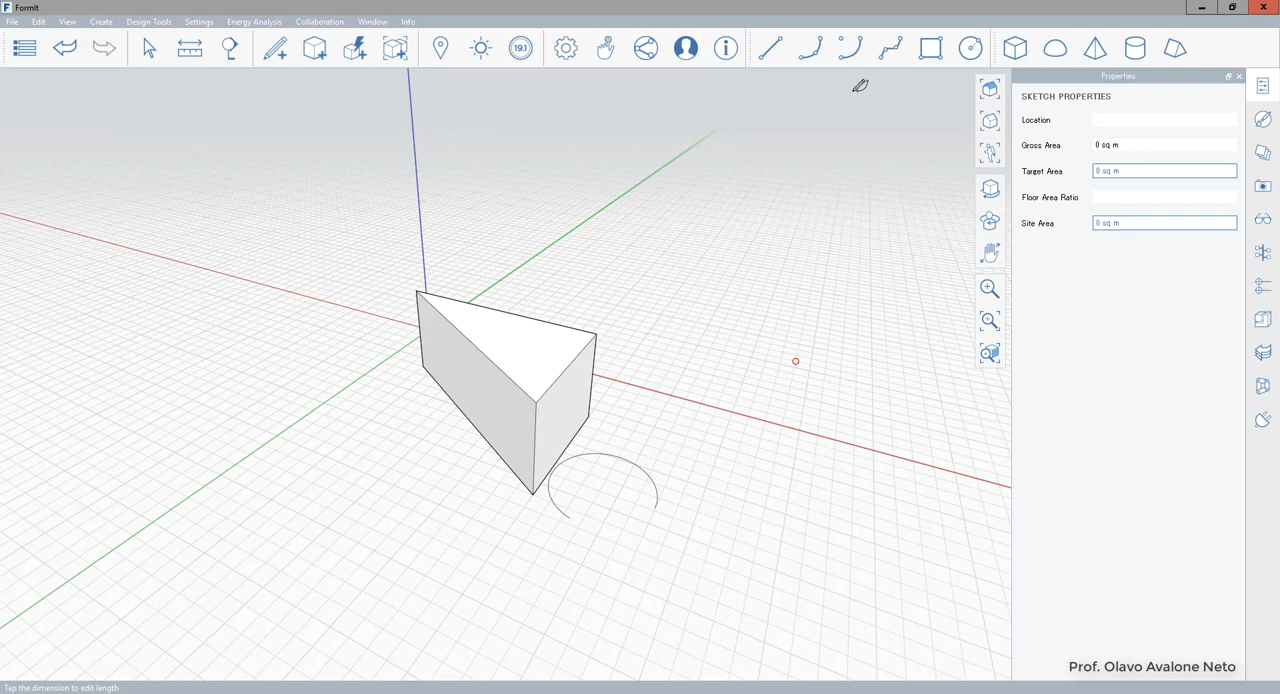 FormIt
File Edit View Create Design Tools Settings Energy Analysis Collaboration Window Info
19.1
Properties
SKETCH PROPERTIES
Location
Gross Area 0 sq m
Target Area 0 sq m
Floor Area Ratio
Site Area 0 sq m
Prof. Olavo Avalone Neto
Tap the dimension to edit length